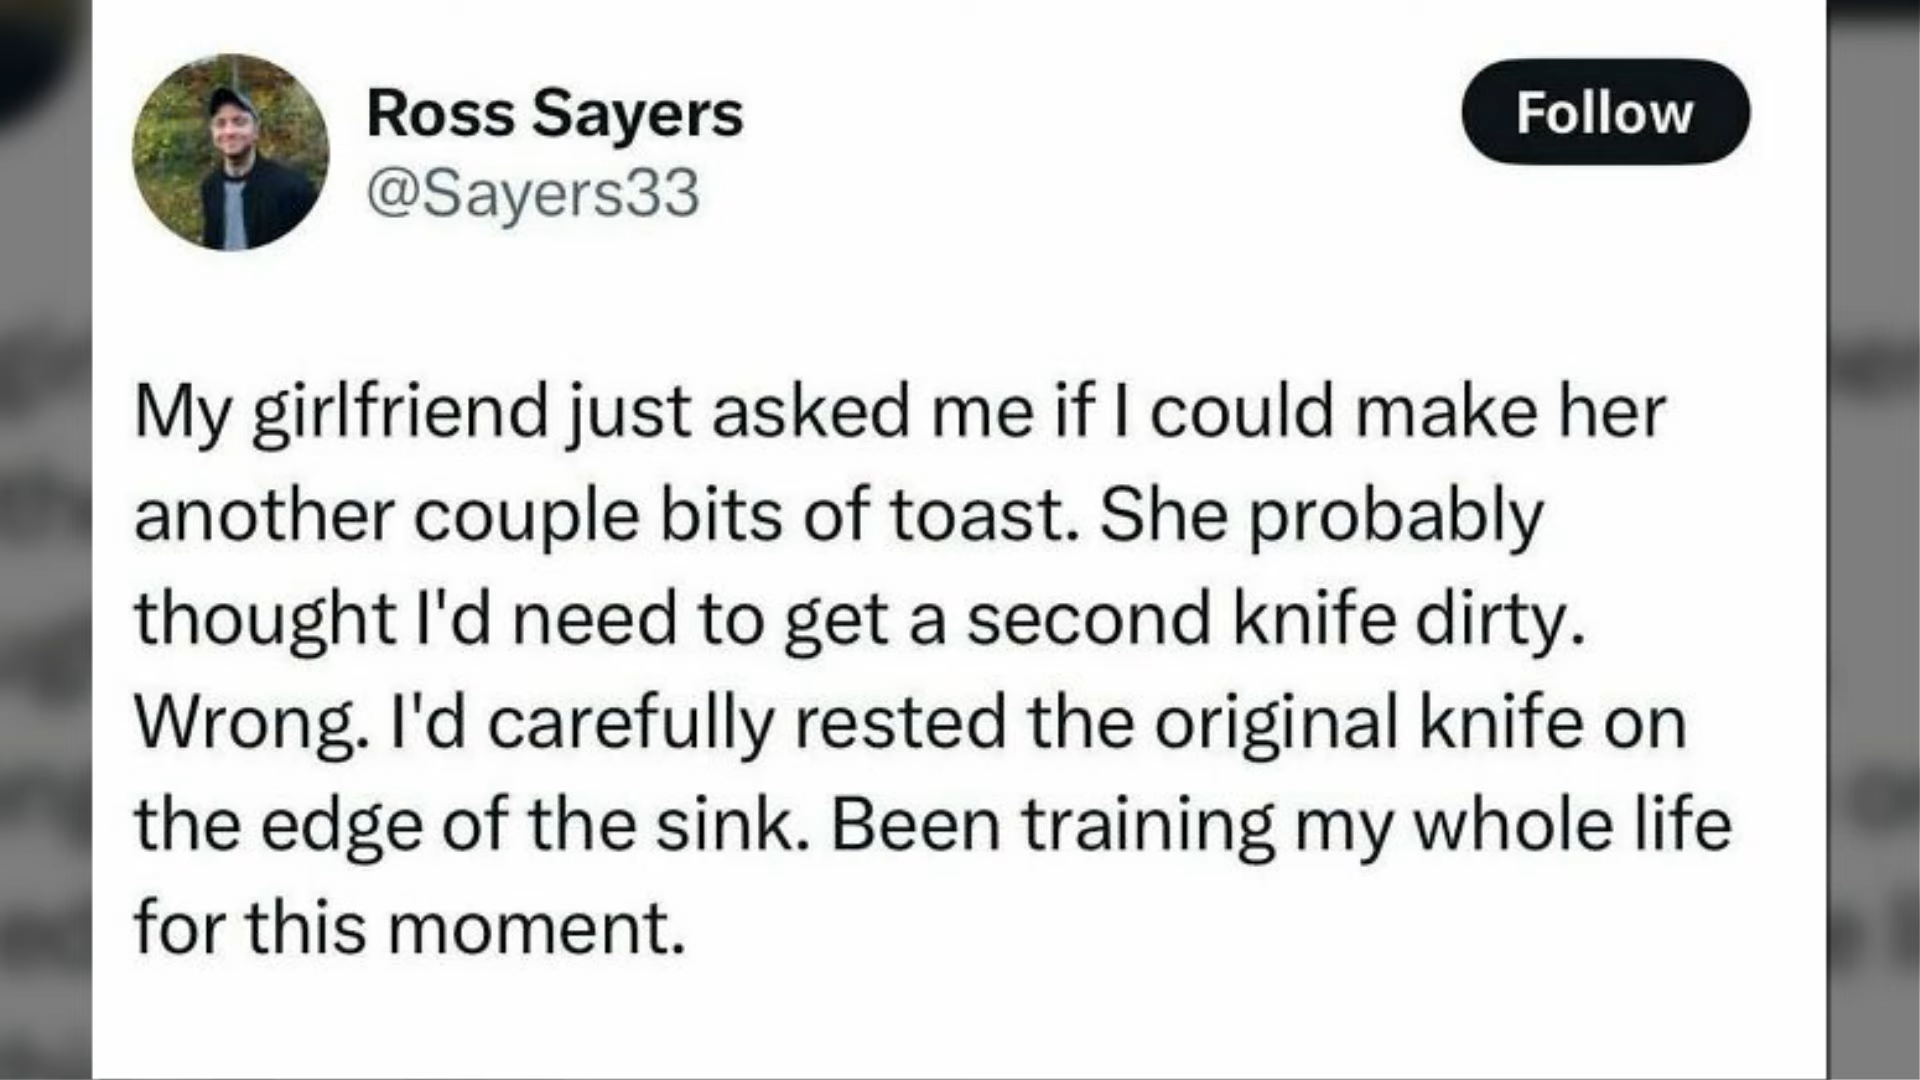 Ross Sayers
@Sayers33
Follow
My girlfriend just asked me if I could make her
another couple bits of toast. She probably
thought I'd need to get a second knife dirty.
Wrong. I'd carefully rested the original knife on
the edge of the sink. Been training my whole life
for this moment.